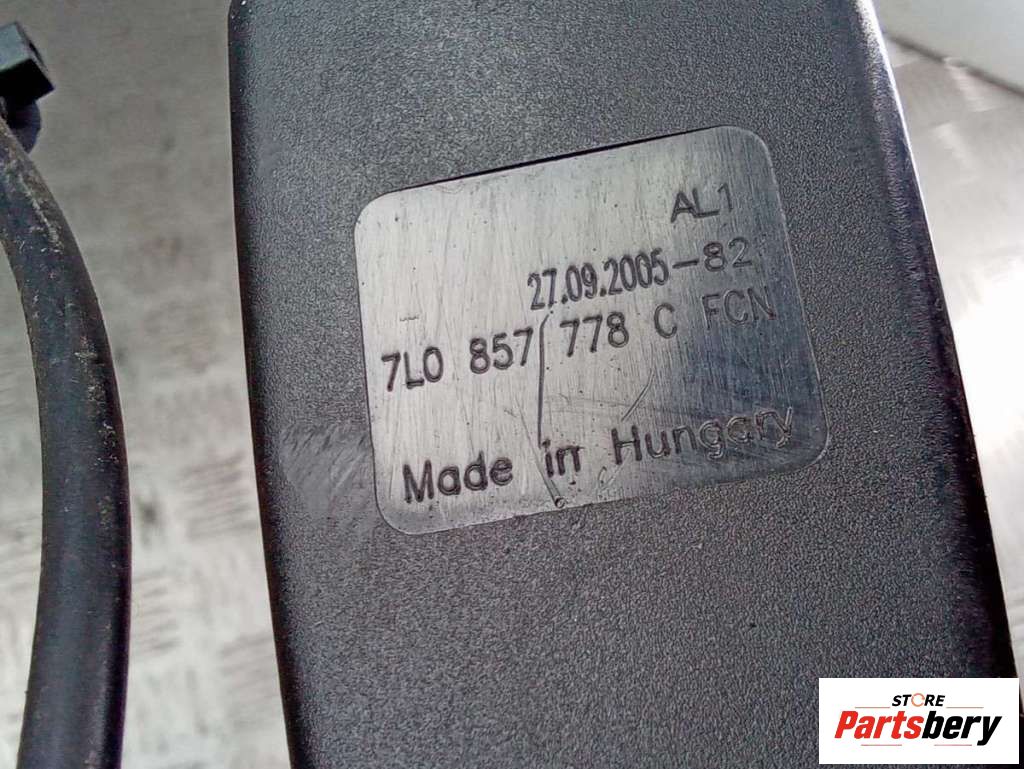 AL1
27.09.2005-82
7L0 857 778 C FCN
Made in Hungary
STORE
Partsbery